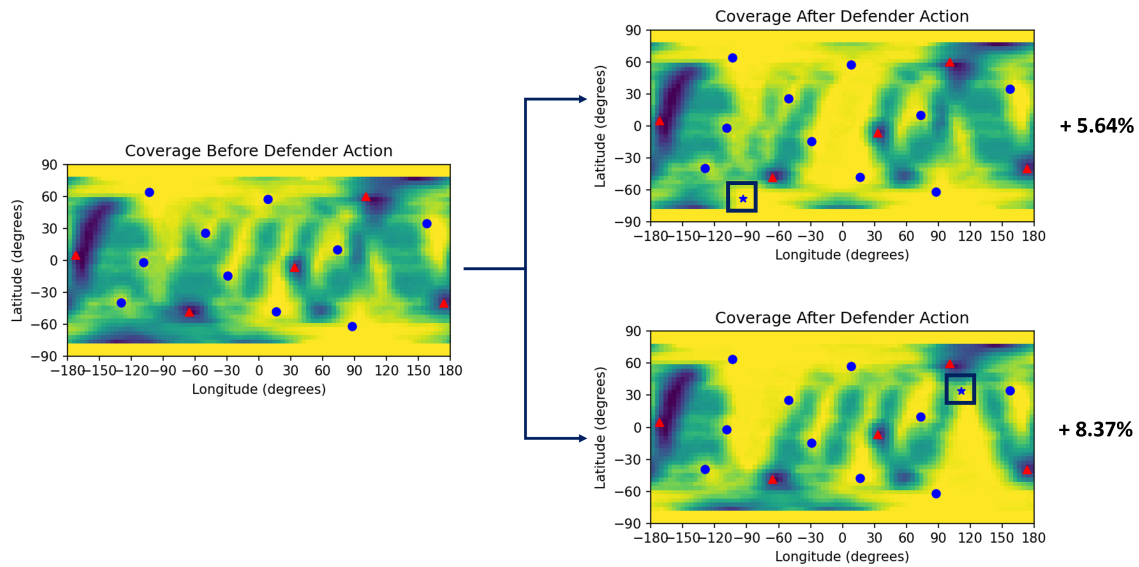 Coverage Before Defender Action
90
60
30
0
−30
−60
−90
Latitude (degrees)
−180−150−120 −90 −60 −30 0 30 60 90 120 150 180
Longitude (degrees)
Coverage After Defender Action
90
60
30
0
−30
−60
−90
Latitude (degrees)
−180−150−120 −90 −60 −30 0 30 60 90 120 150 180
Longitude (degrees)
+ 5.64%
Coverage After Defender Action
90
60
30
0
−30
−60
−90
Latitude (degrees)
−180−150−120 −90 −60 −30 0 30 60 90 120 150 180
Longitude (degrees)
+ 8.37%